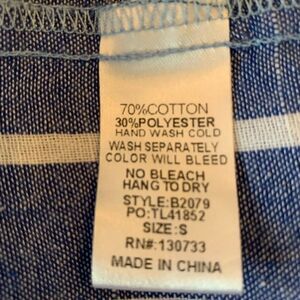 70%COTTON
30%POLYESTER
HAND WASH COLD
WASH SEPARATELY
COLOR WILL BLEED
NO BLEACH
HANG TO DRY
STYLE:B2079
PO:TL41852
SIZE:S
RN#:130733
MADE IN CHINA